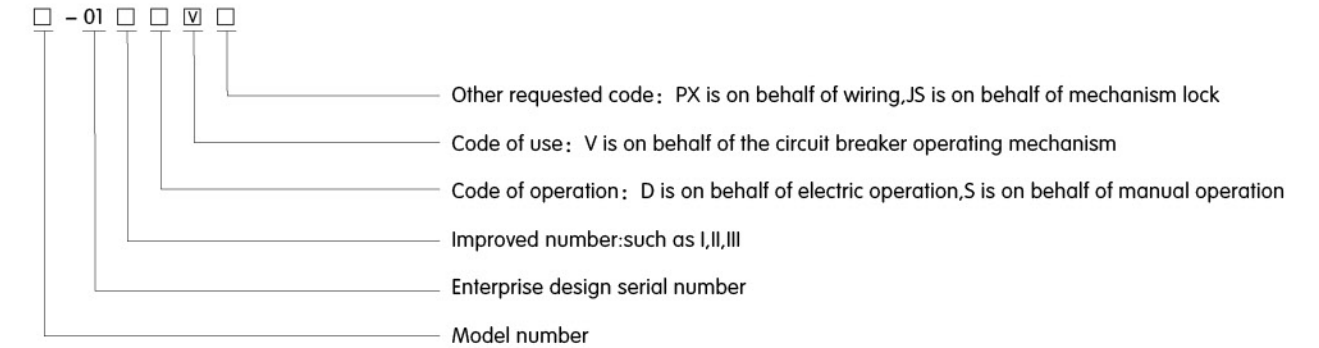 □ – 01 □ □ V □
Other requested code：PX is on behalf of wiring,JS is on behalf of mechanism lock
Code of use：V is on behalf of the circuit breaker operating mechanism
Code of operation：D is on behalf of electric operation,S is on behalf of manual operation
Improved number:such as I,II,III
Enterprise design serial number
Model number